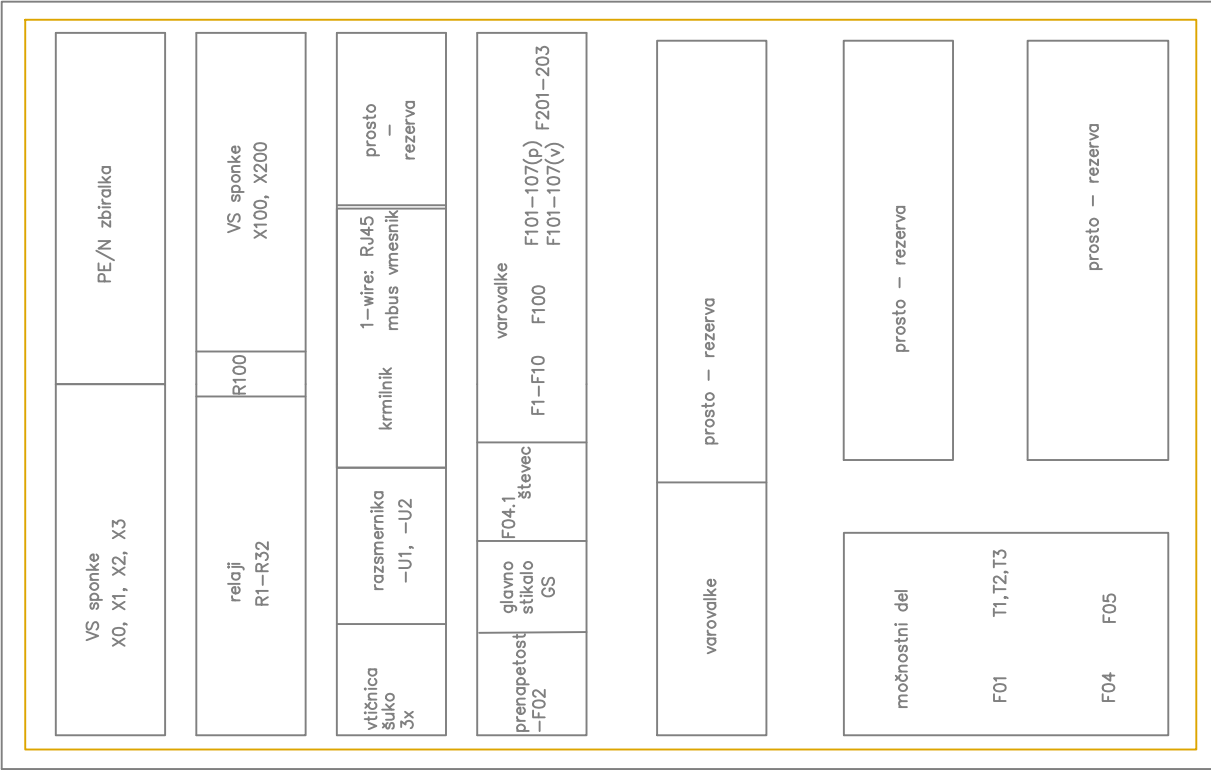 VS sponke
X0, X1, X2, X3
PE/N zbiralka
relaji
R1-R32
R100
VS sponke
X100, X200
vtičnica
šuko
3x
razsmernika
-U1, -U2
krmilnik
1-wire: RJ45
mbus vmesnik
prosto
-
rezerva
prenapetost
-F02
glavno
stikalo
GS
F04.1
števec
varovalke
F1-F10 F100 F101-107(p) F201-203
F101-107(v)
varovalke
prosto - rezerva
močnostni del
F01 T1,T2,T3
F04 F05
prosto - rezerva
prosto - rezerva